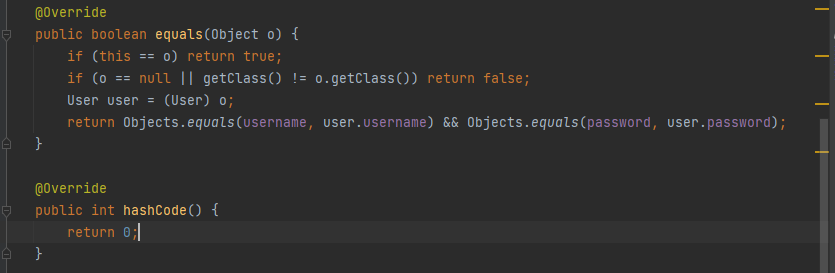 @Override
public boolean equals(Object o) {
if (this == o) return true;
if (o == null || getClass() != o.getClass()) return false;
User user = (User) o;
return Objects.equals(username, user.username) && Objects.equals(password, user.password);
}
@Override
public int hashCode() {
return 0;
}